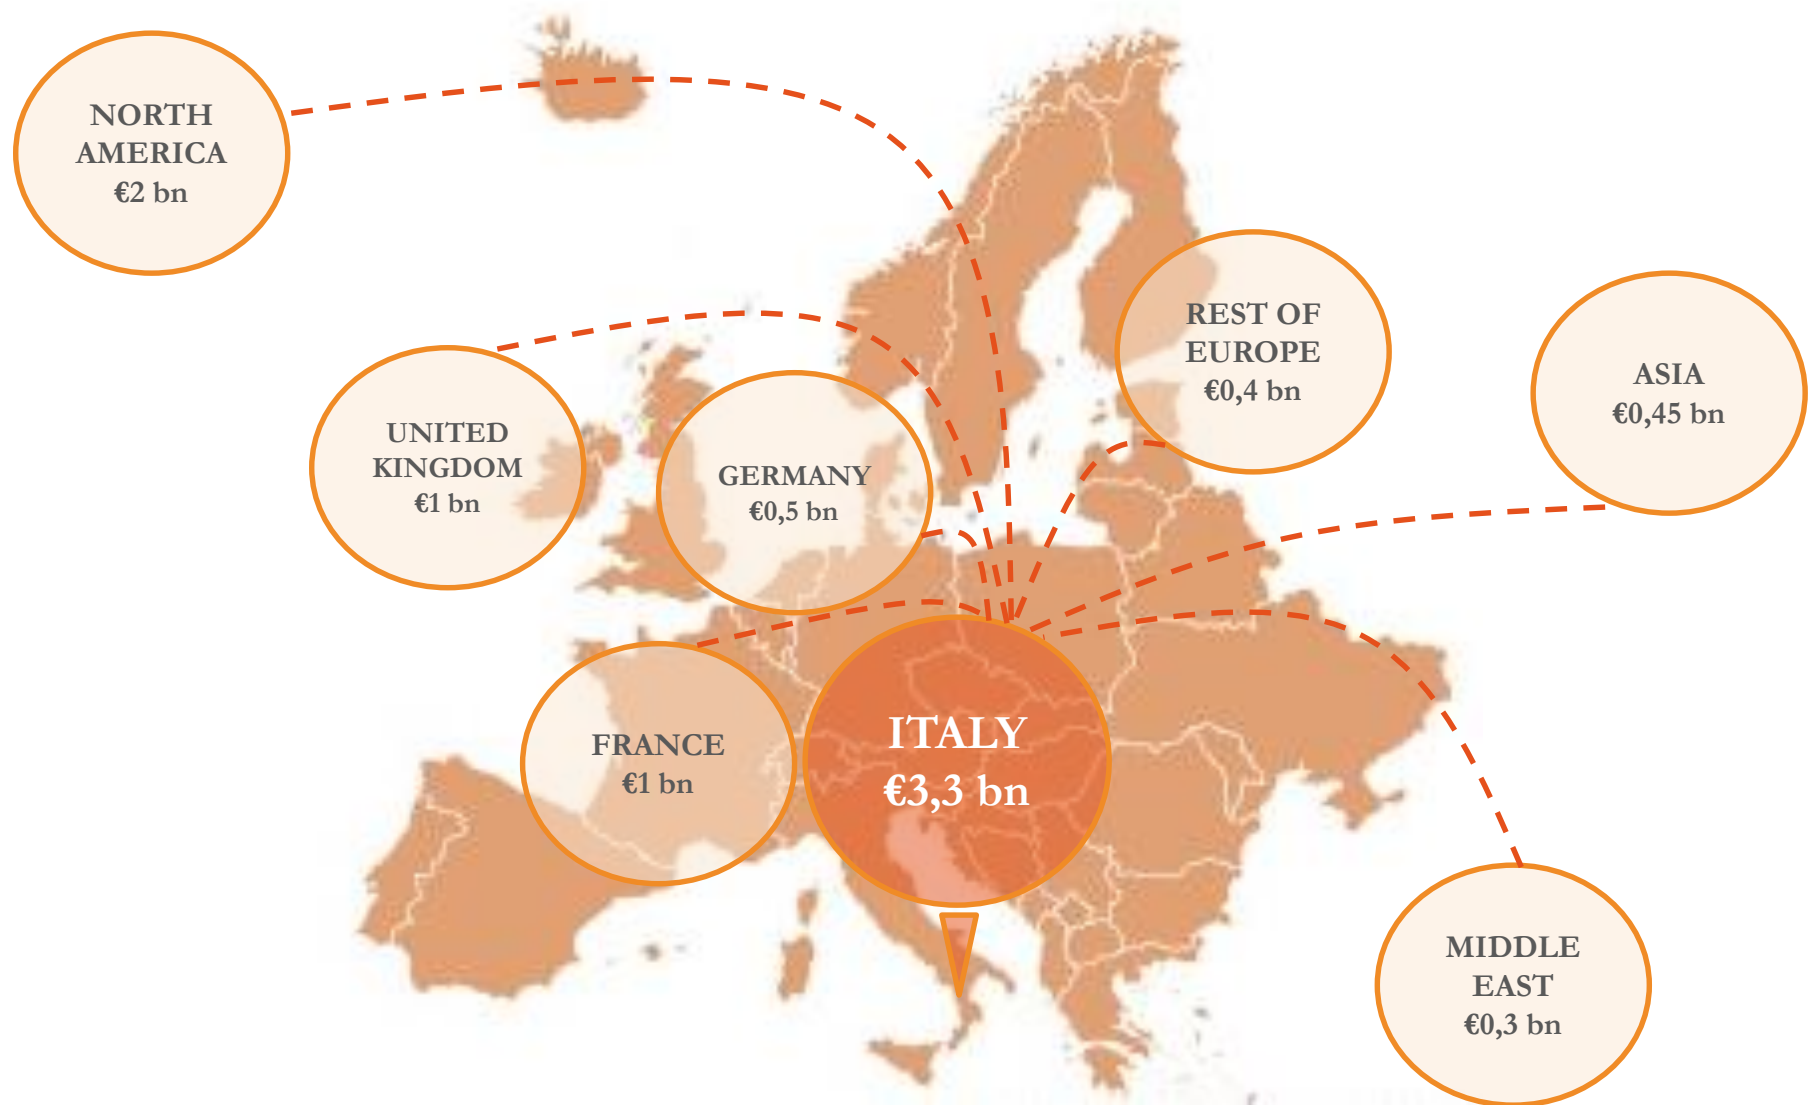 NORTH
AMERICA
€2 bn
REST OF
EUROPE
€0,4 bn
ASIA
€0,45 bn
UNITED
KINGDOM
€1 bn
GERMANY
€0,5 bn
FRANCE
€1 bn
ITALY
€3,3 bn
MIDDLE
EAST
€0,3 bn